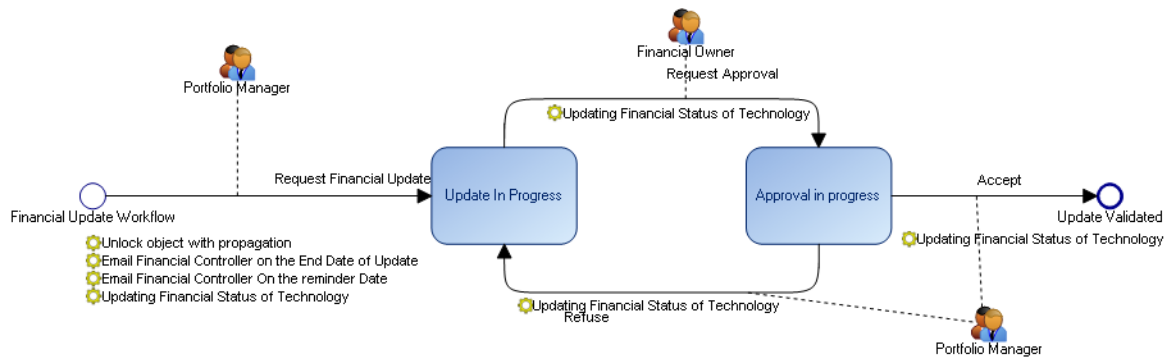 Financial Owner
Request Approval
Portfolio Manager
Updating Financial Status of Technology
Request Financial Update
Update In Progress
Approval in progress
Accept
Financial Update Workflow
Update Validated
Unlock object with propagation
Updating Financial Status of Technology
Email Financial Controller on the End Date of Update
Email Financial Controller On the reminder Date
Updating Financial Status of Technology
Updating Financial Status of Technology
Refuse
Portfolio Manager